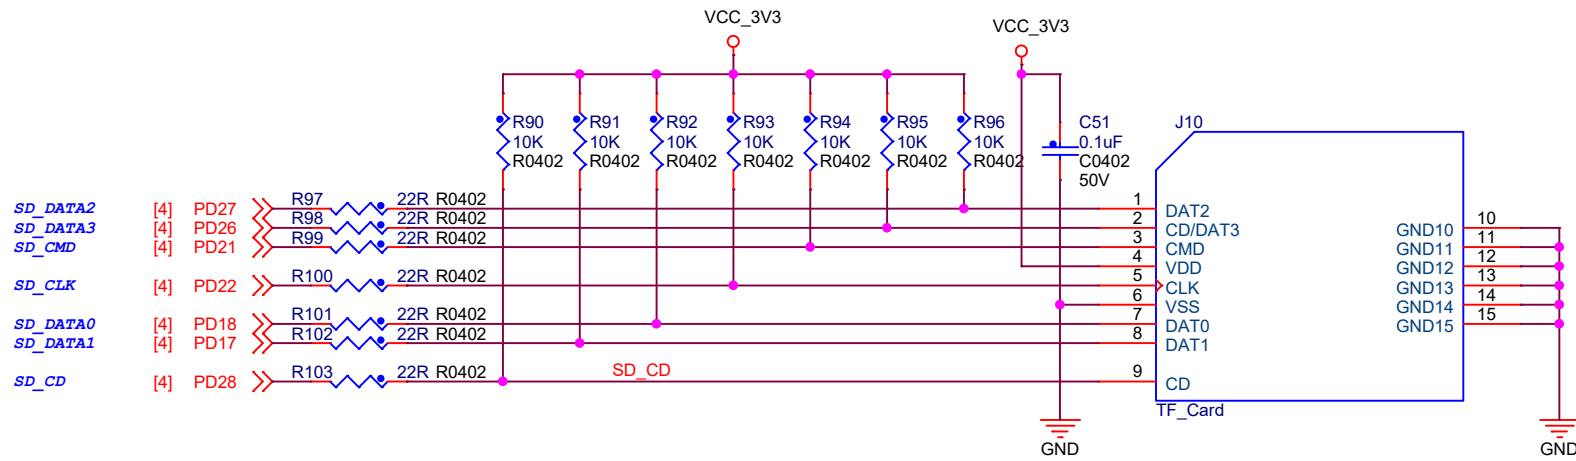 VCC_3V3
VCC_3V3
R90 R91 R92 R93 R94 R95 R96 C51 J10
10K 10K 10K 10K 10K 10K 10K 0.1uF
R0402 R0402 R0402 R0402 R0402 R0402 R0402 C0402
50V
SD_DATA2 [4] PD27 R97 22R R0402 1 DAT2
SD_DATA3 [4] PD26 R98 22R R0402 2 CD/DAT3 GND10 10
SD_CMD [4] PD21 R99 22R R0402 3 CMD GND11 11
4 VDD GND12 12
SD_CLK [4] PD22 R100 22R R0402 5 CLK GND13 13
6 VSS GND14 14
SD_DATA0 [4] PD18 R101 22R R0402 7 DAT0 GND15 15
SD_DATA1 [4] PD17 R102 22R R0402 8 DAT1
SD_CD [4] PD28 R103 22R R0402 SD_CD 9 CD
TF_Card
GND GND